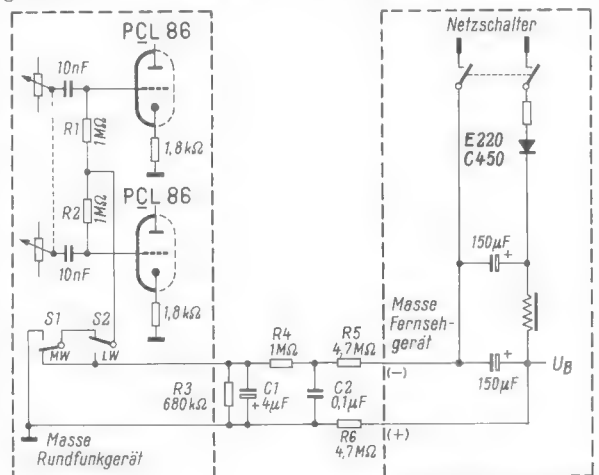 PCL 86
10nF
R1
1MΩ
1,8kΩ
R2
1MΩ
PCL 86
10nF
1,8kΩ
S1
S2
MW
LW
R3
680kΩ
C1
+4μF
R4
1MΩ
C2
0,1μF
R5
4,7MΩ
R6
4,7MΩ
(−)
(+)
Masse
Rundfunkgerät
Netzschalter
E220
C450
150μF
+
Masse
Fernseh-
gerät
+
150μF
UB